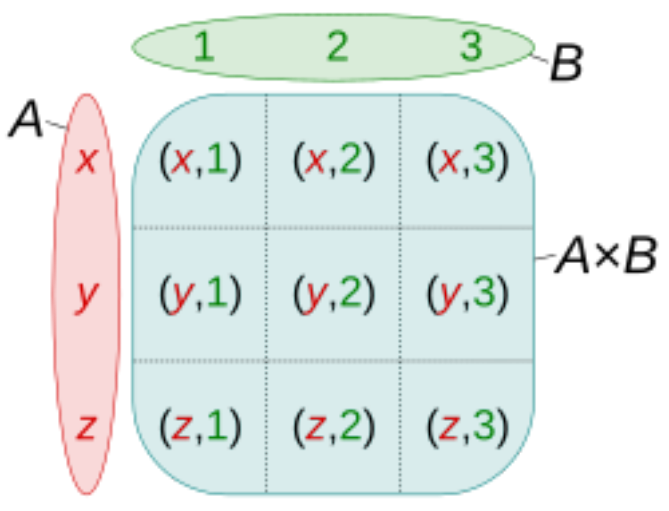 1 2 3
B
A
x (x,1) (x,2) (x,3)
y (y,1) (y,2) (y,3)
A×B
z (z,1) (z,2) (z,3)